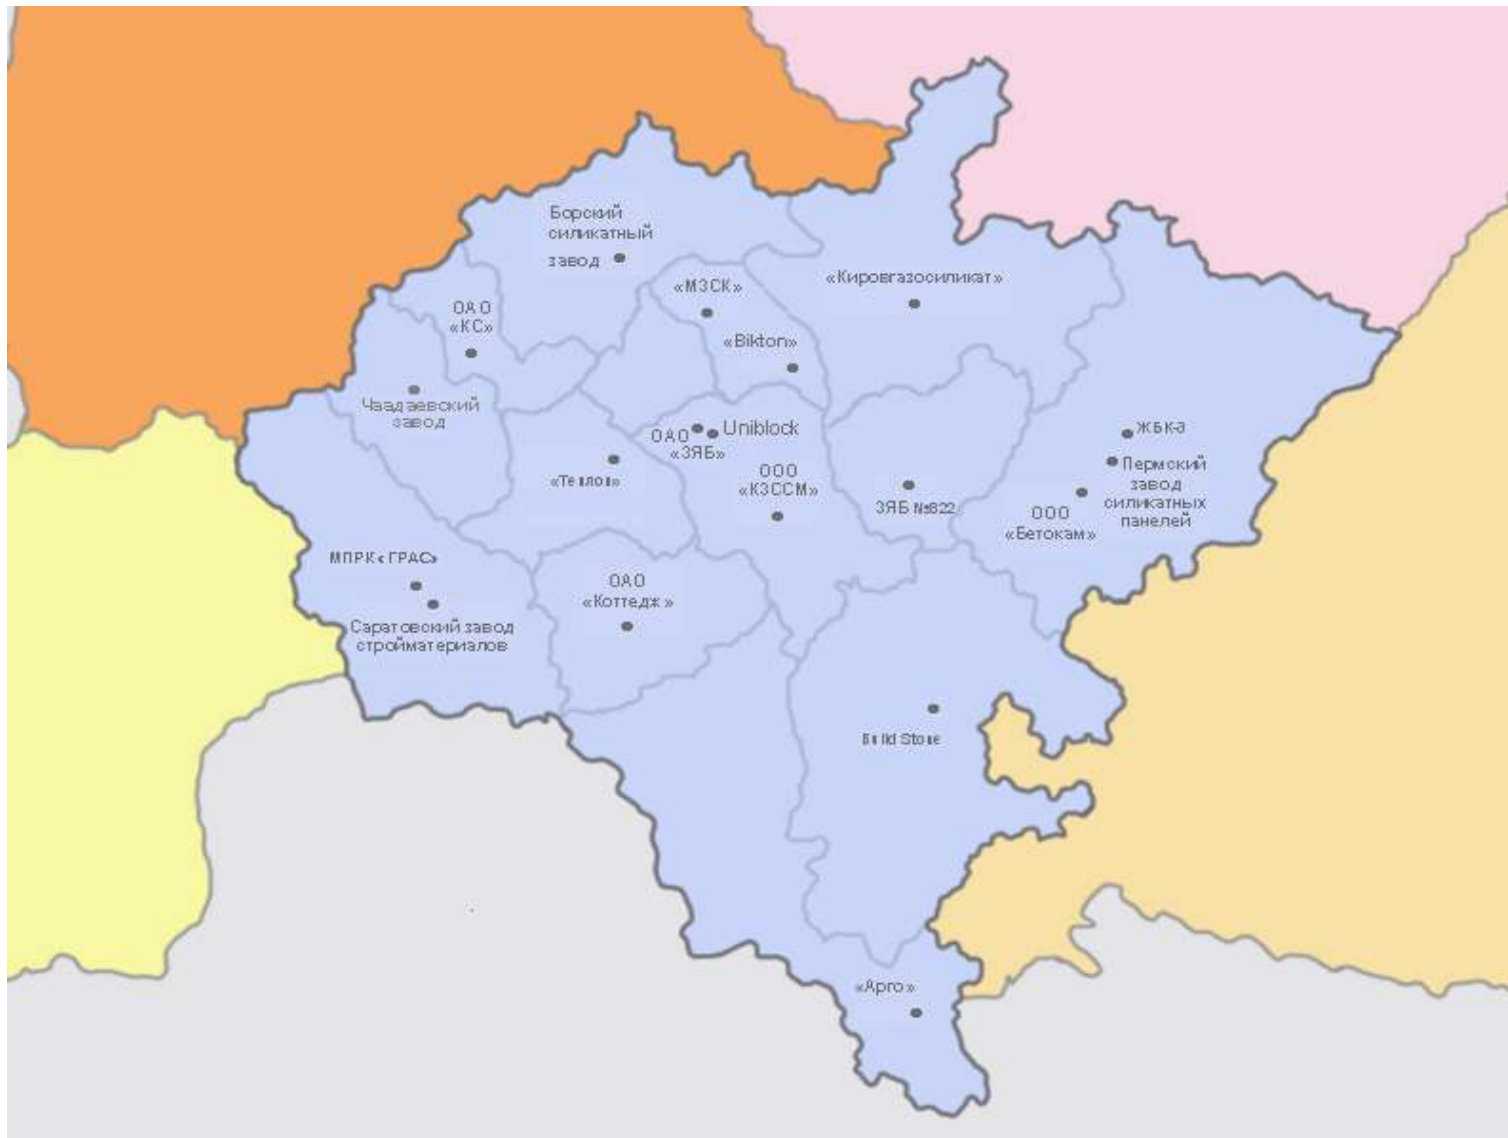 Борский
силикатный
завод
«МЗСК»
«Кировгазосиликат»
ОАО
«КС»
«Bikton»
Чаадаевский
завод
ОАО
«ЗЯБ»
Uniblock
ЖБК-3
Пермский
завод
силикатных
панелей
ООО
«КЗССМ»
«Теплон»
ЗЯБ №822
ООО
«Бетокам»
МПРК «ГРАС»
ОАО
«Коттедж»
Саратовский завод
стройматериалов
Build Stone
«Арго»